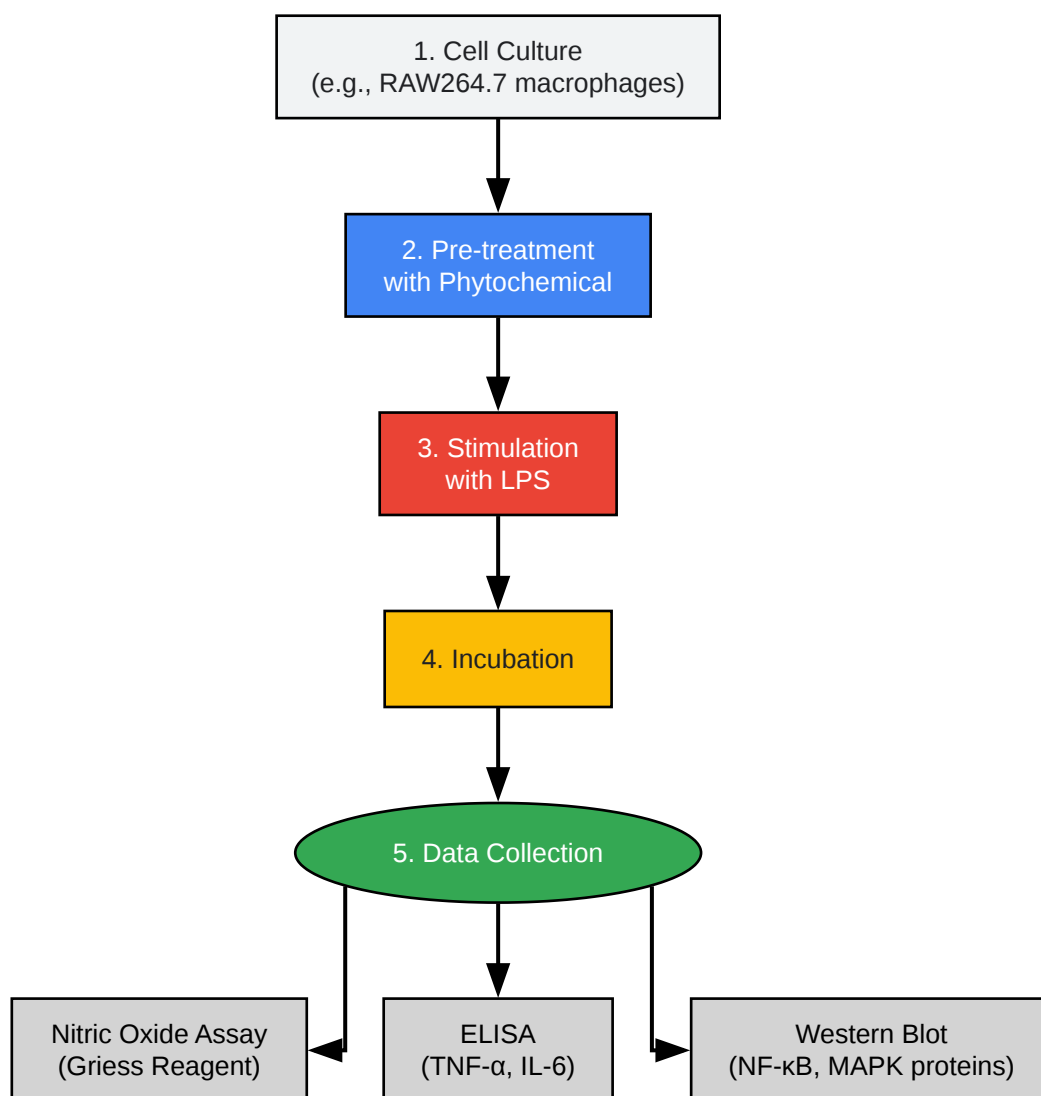 1. Cell Culture
(e.g., RAW264.7 macrophages)
2. Pre-treatment
with Phytochemical
3. Stimulation
with LPS
4. Incubation
5. Data Collection
Nitric Oxide Assay
(Griess Reagent)
ELISA
(TNF-α, IL-6)
Western Blot
(NF-κB, MAPK proteins)